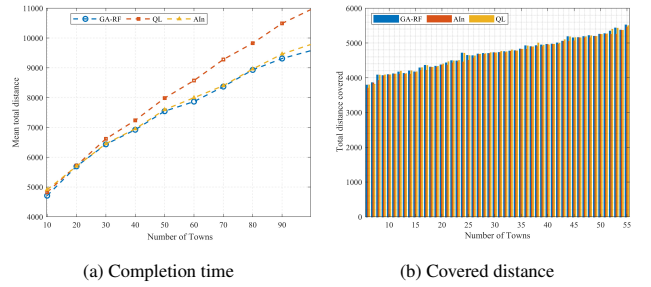 GA-RF QL AIn
11000
10000
9000
8000
7000
6000
5000
4000
Mean total distance
10 20 30 40 50 60 70 80 90
Number of Towns
(a) Completion time
GA-RF AIn QL
6000
5000
4000
3000
2000
1000
0
Total distance covered
10 15 20 25 30 35 40 45 50 55
Number of Towns
(b) Covered distance